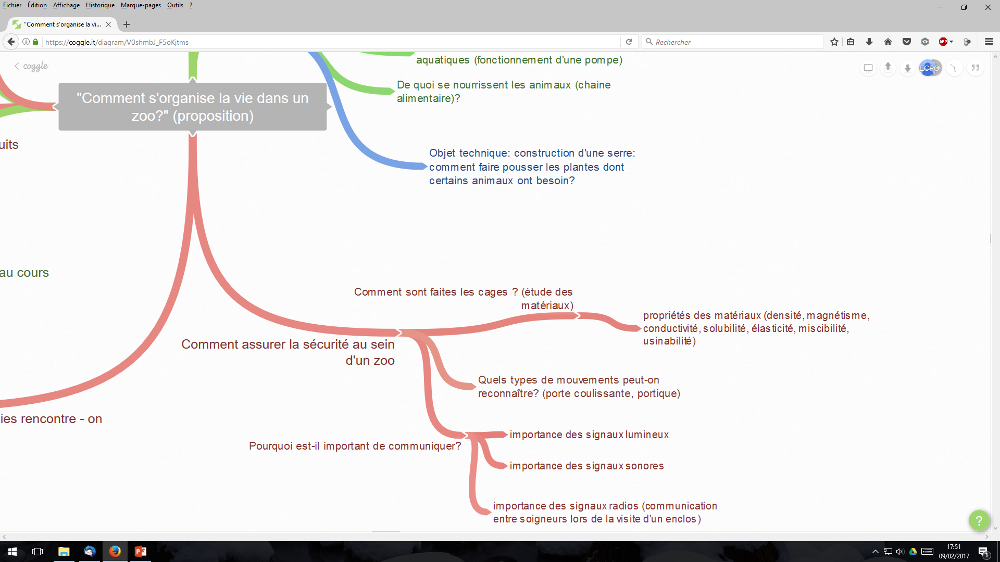 Fichier Édition Affichage Historique Marque-pages Outils ?
"Comment s'organise la vi...
https://coggle.it/diagram/V0shmbJ_F5oKjtms
Rechercher
ABP
coggle
ECPC
aquatiques (fonctionnement d'une pompe)
De quoi se nourrissent les animaux (chaine
alimentaire)?
"Comment s'organise la vie dans un
zoo?" (proposition)
uits
Objet technique: construction d'une serre:
comment faire pousser les plantes dont
certains animaux ont besoin?
au cours
Comment sont faites les cages ? (étude des
matériaux)
propriétés des matériaux (densité, magnétisme,
conductivité, solubilité, élasticité, miscibilité,
usinabilité)
Comment assurer la sécurité au sein
d'un zoo
Quels types de mouvements peut-on
reconnaître? (porte coulissante, portique)
ies rencontre - on
importance des signaux lumineux
Pourquoi est-il important de communiquer?
importance des signaux sonores
importance des signaux radios (communication
entre soigneurs lors de la visite d'un enclos)
?
17:51
09/02/2017
1